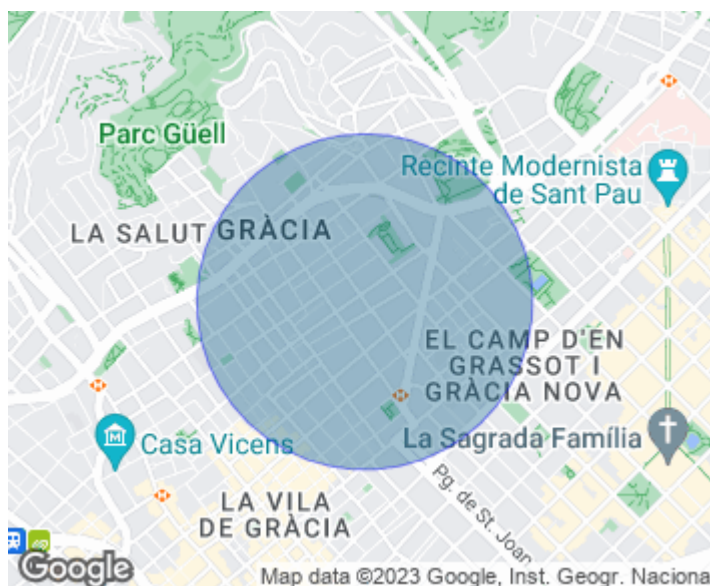 Parc Güell
Recinte Modernista
de Sant Pau
LA SALUT
GRÀCIA
EL CAMP D'EN
GRASSOT I
GRÀCIA NOVA
Casa Vicens
La Sagrada Família
LA VILA
DE GRÀCIA
Pg. de St. Joan
Google
Map data ©2023 Google, Inst. Geogr. Naciona